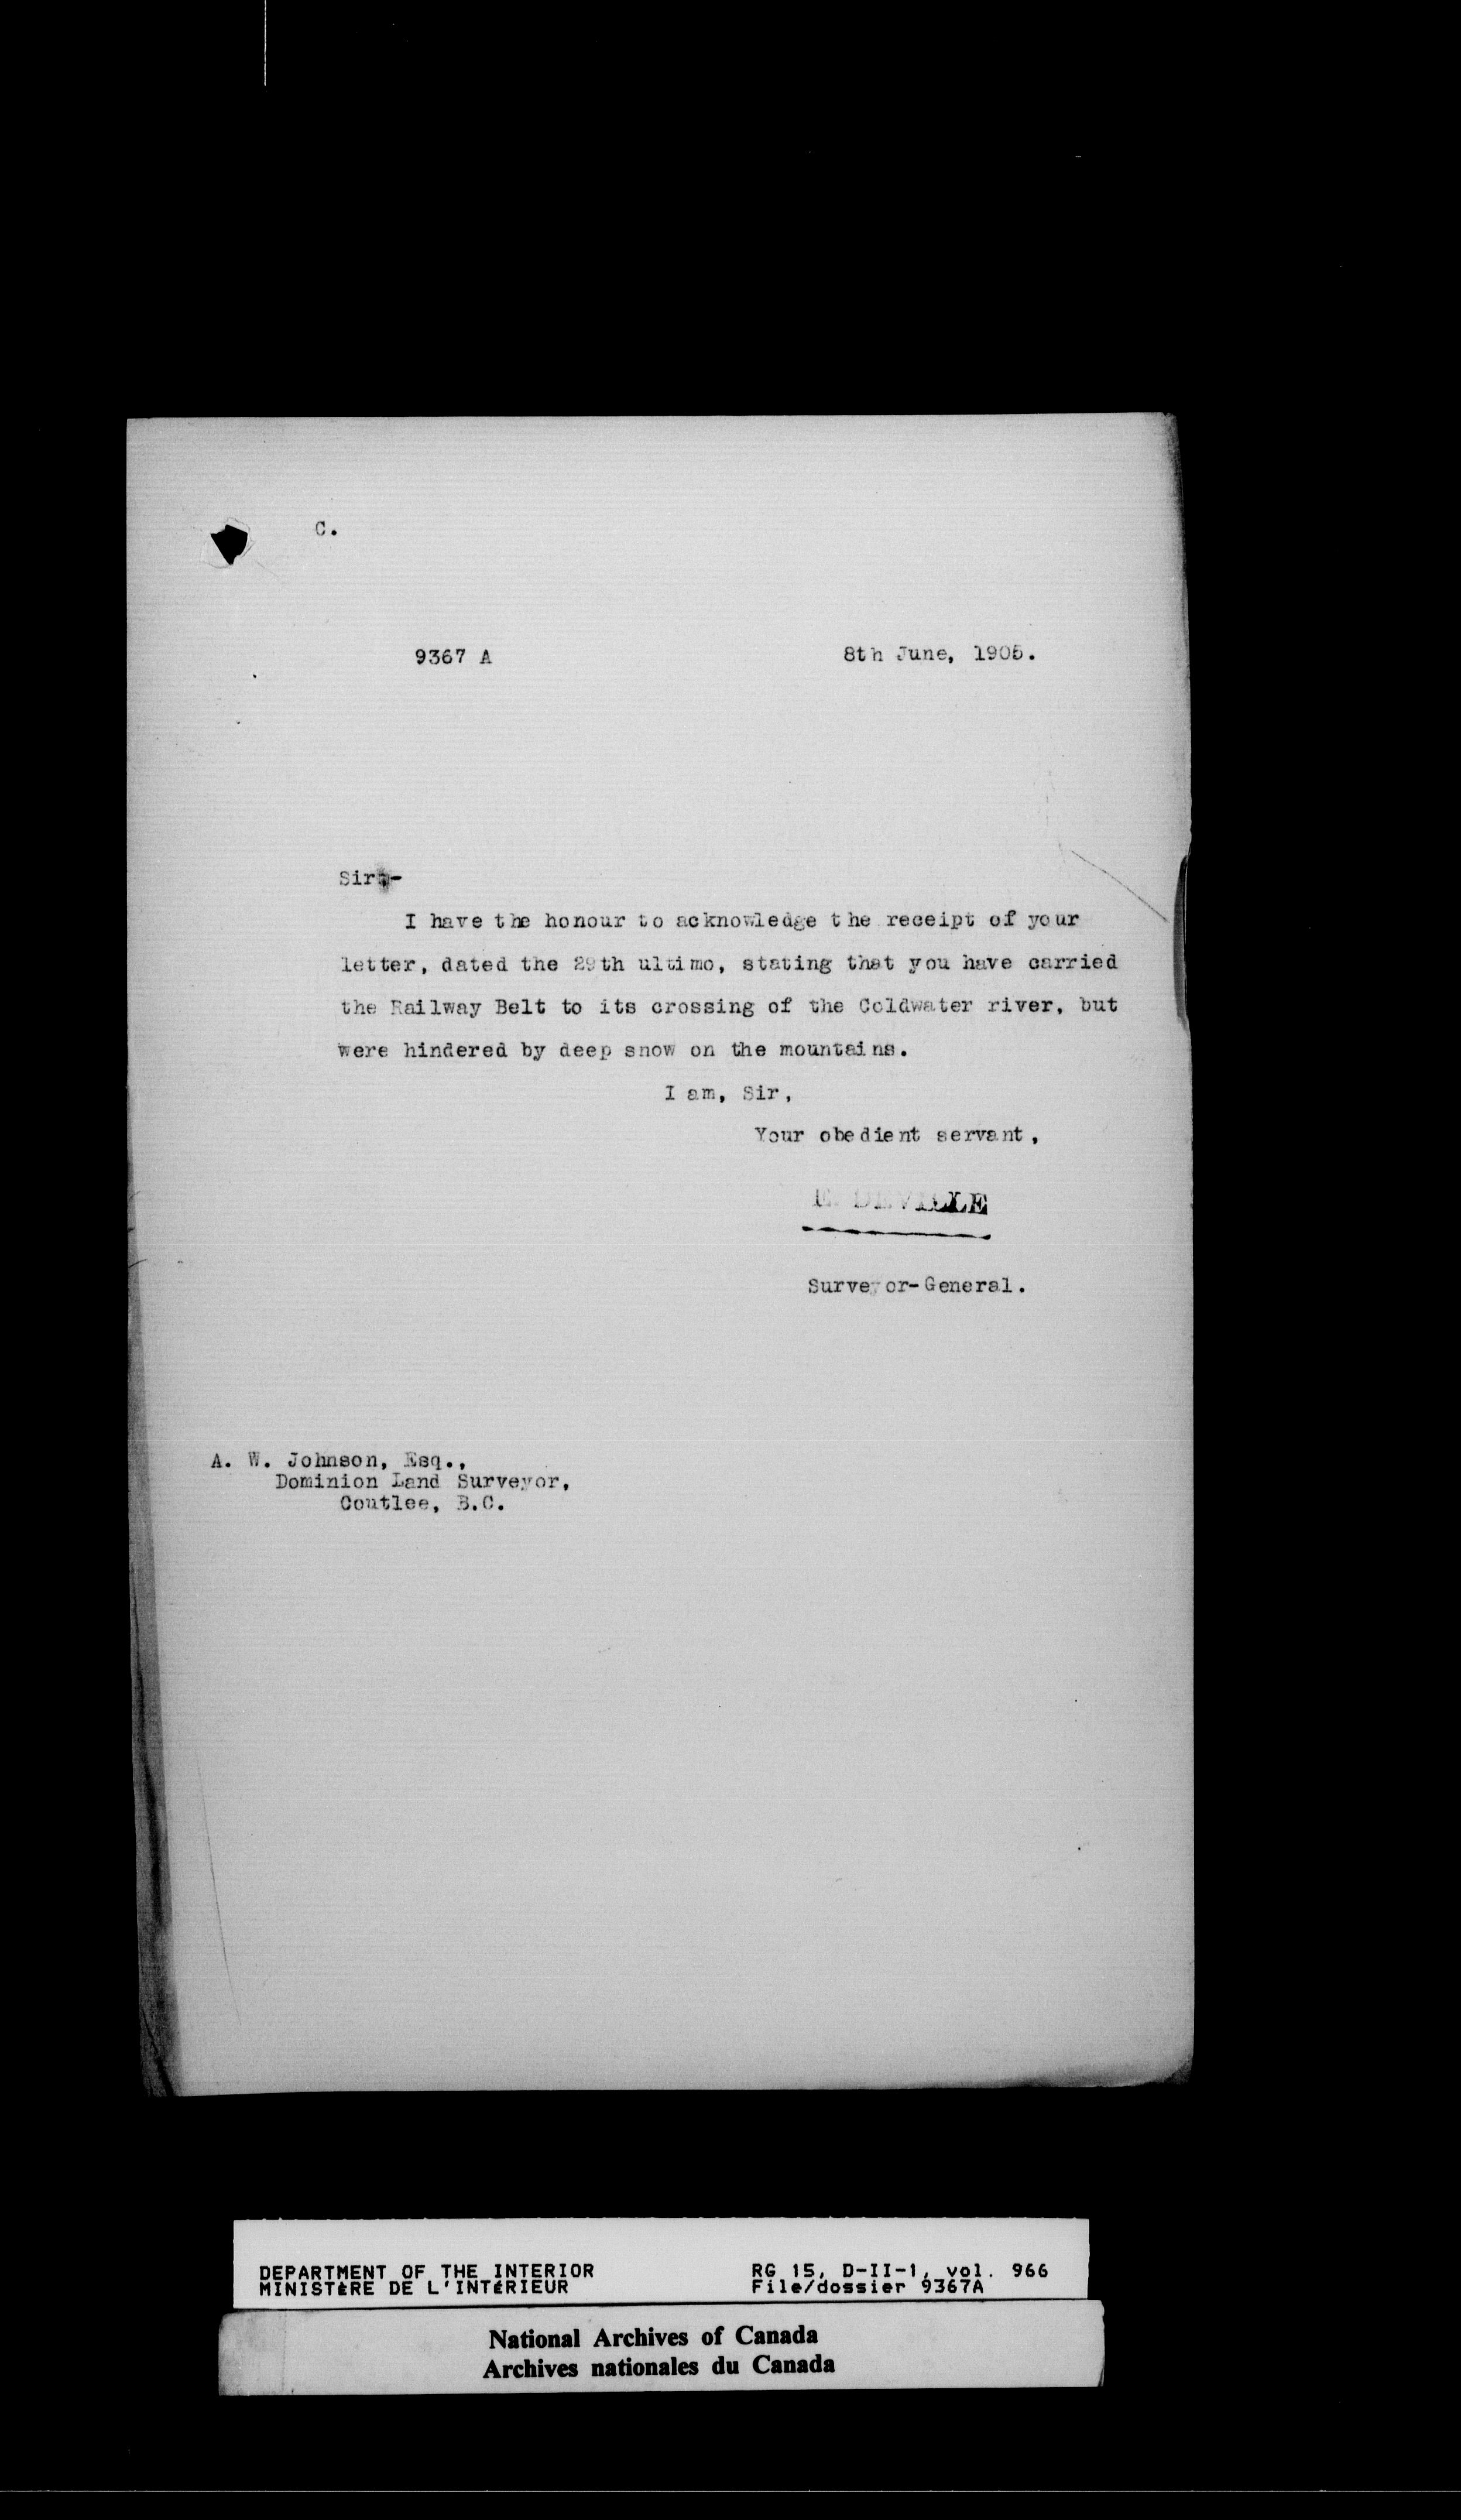 C.
9367 A 8th June, 1905.
Sir,-
I have the honour to acknowledge the receipt of your
letter, dated the 29th ultimo, stating that you have carried
the Railway Belt to its crossing of the Coldwater river, but
were hindered by deep snow on the mountains.
I am, Sir,
Your obedient servant,
E. DEVILLE
Surveyor-General.
A. W. Johnson, Esq.,
Dominion Land Surveyor,
Coutlee, B.C.
DEPARTMENT OF THE INTERIOR RG 15, D-II-1, vol. 966
MINISTÈRE DE L'INTÉRIEUR File/dossier 9367A
National Archives of Canada
Archives nationales du Canada